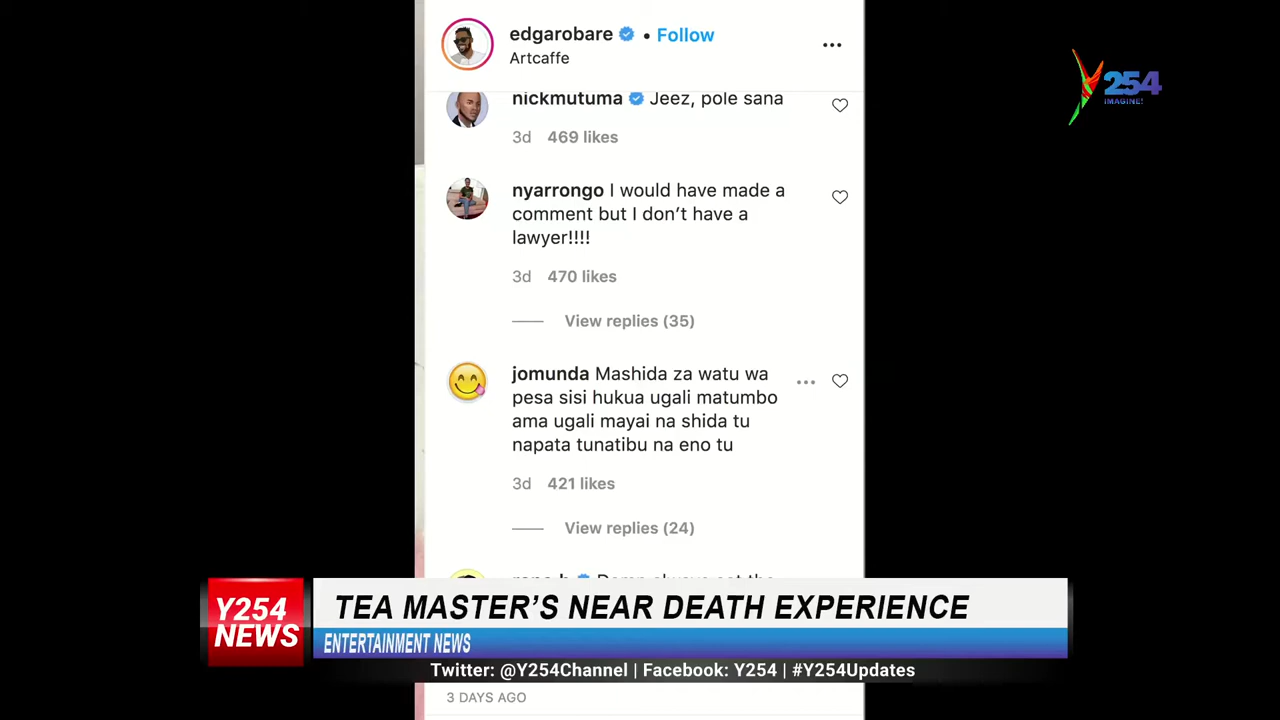 edgarobare • Follow
Artcaffe
Y254
IMAGINE!
nickmutuma Jeez, pole sana
3d 469 likes
nyarrongo I would have made a
comment but I don't have a
lawyer!!!!
3d 470 likes
View replies (35)
jomunda Mashida za watu wa
pesa sisi hukua ugali matumbo
ama ugali mayai na shida tu
napata tunatibu na eno tu
3d 421 likes
View replies (24)
Y254
NEWS
TEA MASTER'S NEAR DEATH EXPERIENCE
ENTERTAINMENT NEWS
Twitter: @Y254Channel | Facebook: Y254 | #Y254Updates
3 DAYS AGO